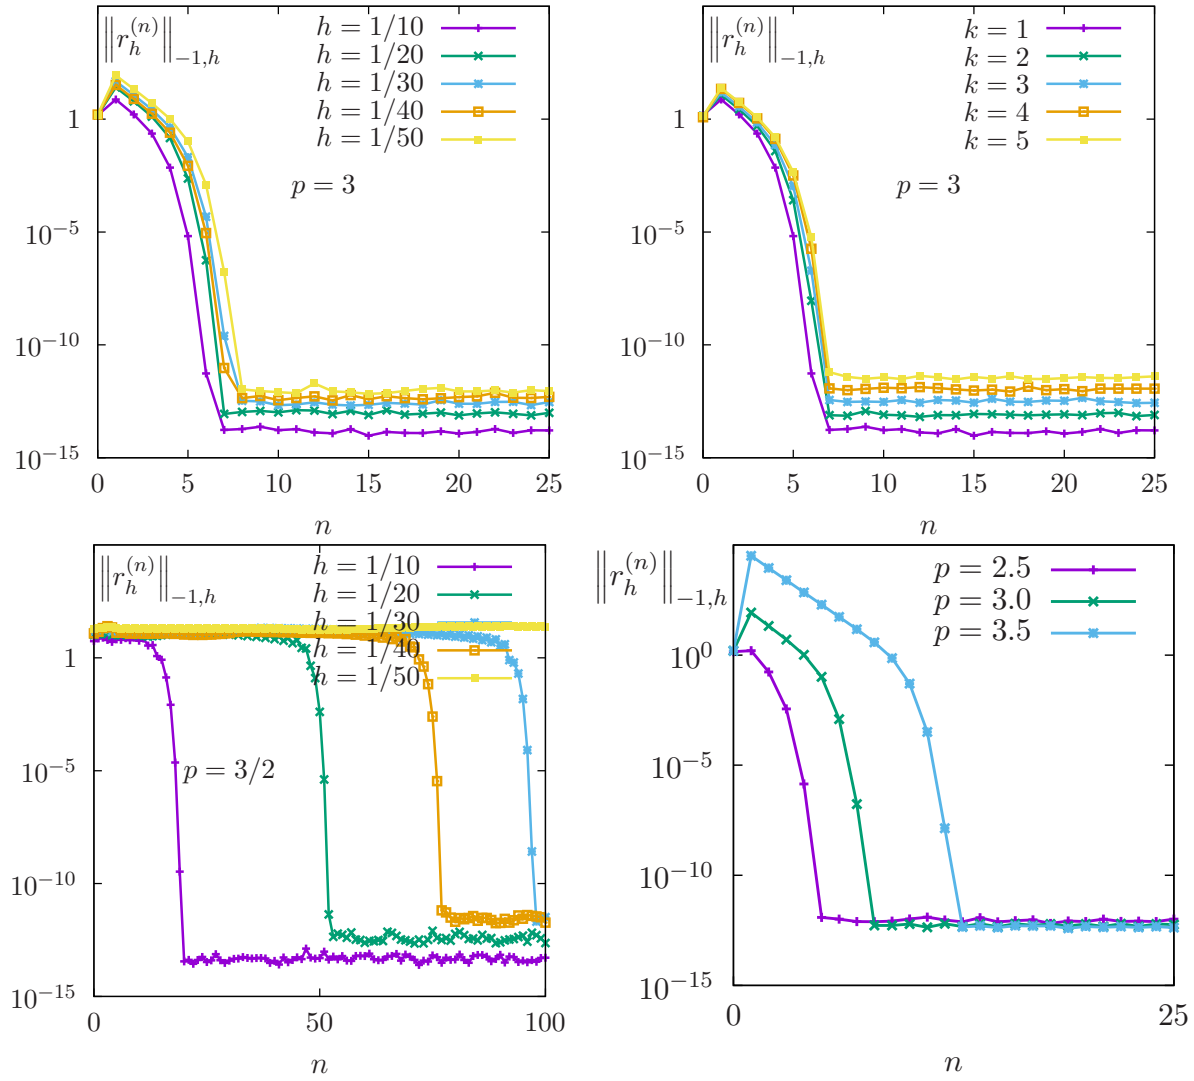 ‖r_h^{(n)}‖_{−1,h}
h = 1/10
h = 1/20
h = 1/30
h = 1/40
h = 1/50
p = 3
1
10^{−5}
10^{−10}
10^{−15}
0 5 10 15 20 25
n
‖r_h^{(n)}‖_{−1,h}
k = 1
k = 2
k = 3
k = 4
k = 5
p = 3
1
10^{−5}
10^{−10}
10^{−15}
0 5 10 15 20 25
n
‖r_h^{(n)}‖_{−1,h}
h = 1/10
h = 1/20
h = 1/30
h = 1/40
h = 1/50
p = 3/2
1
10^{−5}
10^{−10}
10^{−15}
0 50 100
n
‖r_h^{(n)}‖_{−1,h}
p = 2.5
p = 3.0
p = 3.5
10^{0}
10^{−5}
10^{−10}
10^{−15}
0 25
n